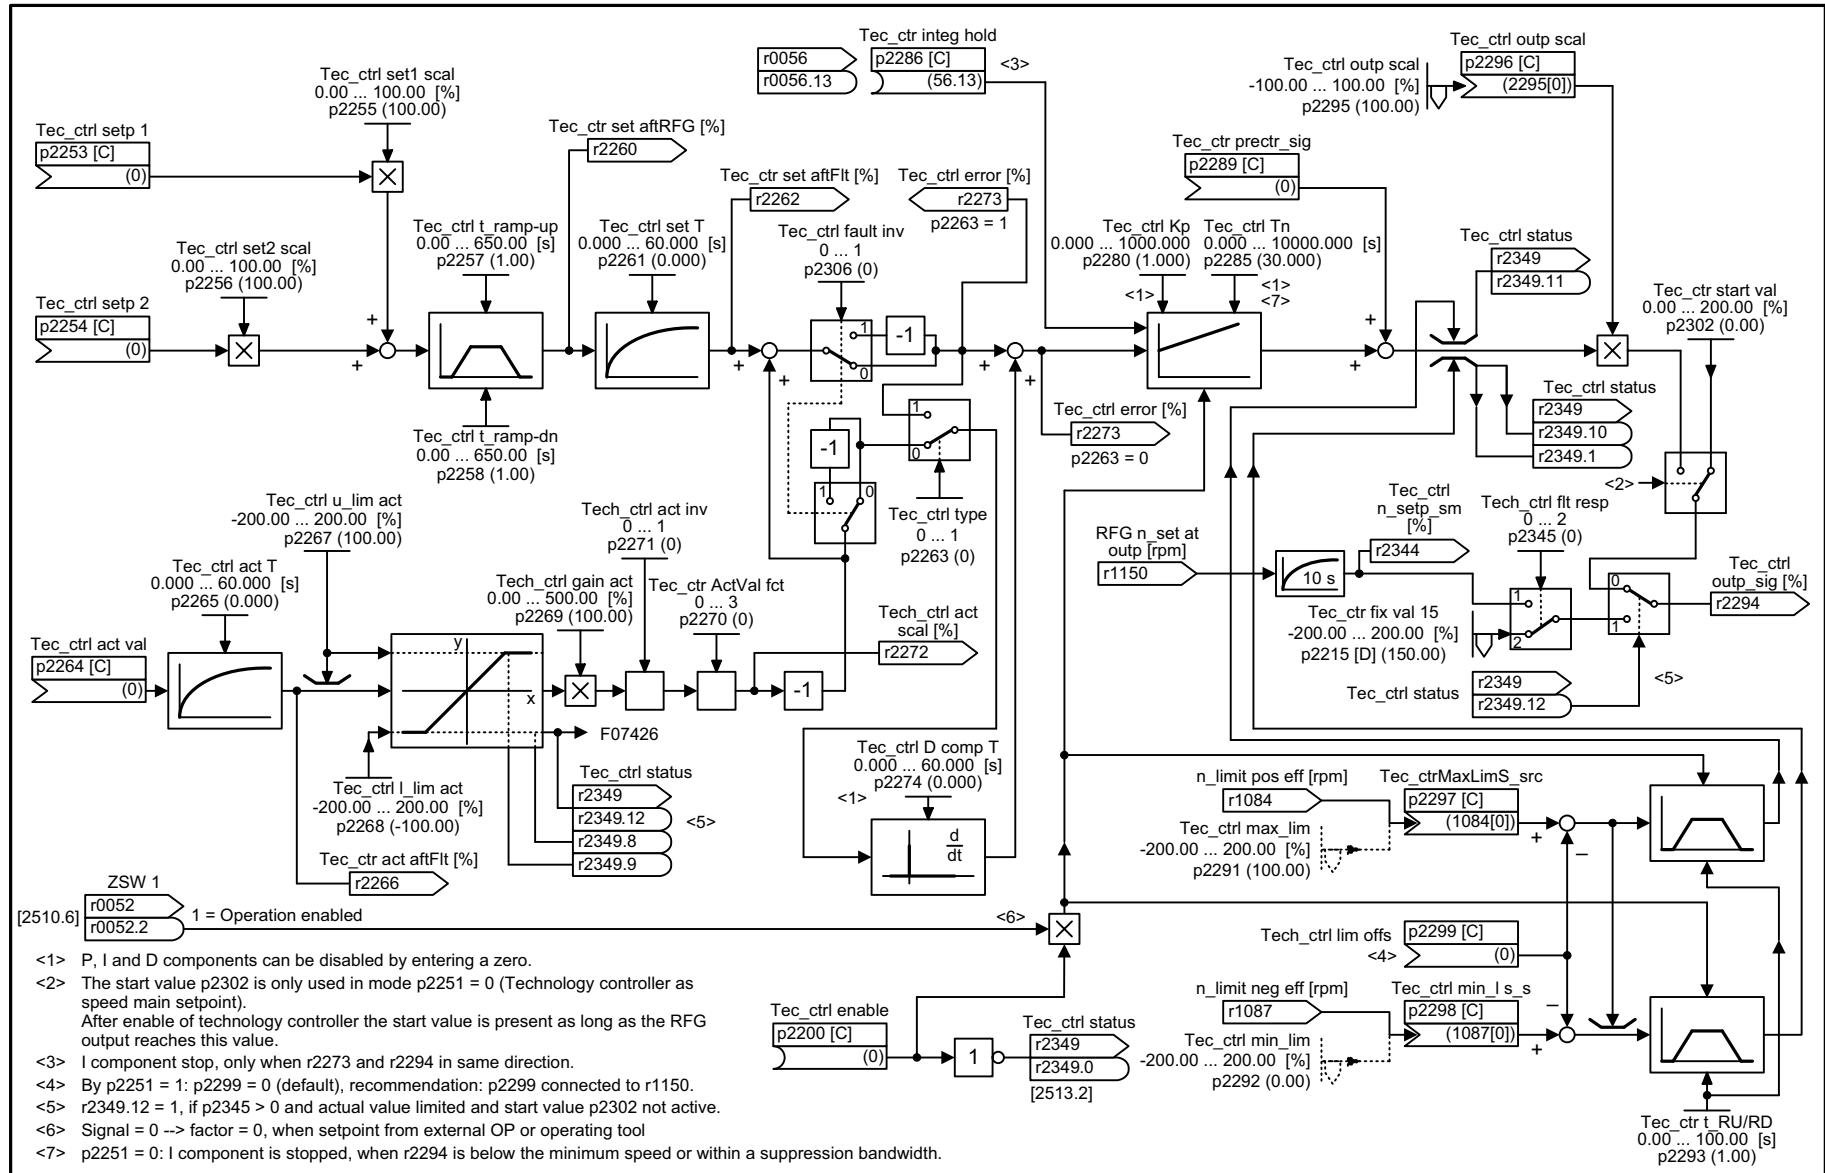 Tec_ctr integ hold
r0056
r0056.13
p2286 [C]
(56.13)
<3>
Tec_ctrl outp scal
p2296 [C]
(2295[0])
Tec_ctrl outp scal
-100.00 ... 100.00 [%]
p2295 (100.00)
Tec_ctrl set1 scal
0.00 ... 100.00 [%]
p2255 (100.00)
Tec_ctrl setp 1
p2253 [C]
(0)
Tec_ctr set aftRFG [%]
r2260
Tec_ctr set aftFlt [%]
r2262
Tec_ctrl error [%]
r2273
p2263 = 1
Tec_ctr prectr_sig
p2289 [C]
(0)
Tec_ctrl set2 scal
0.00 ... 100.00 [%]
p2256 (100.00)
Tec_ctrl setp 2
p2254 [C]
(0)
+
+
Tec_ctrl t_ramp-up
0.00 ... 650.00 [s]
p2257 (1.00)
Tec_ctrl t_ramp-dn
0.00 ... 650.00 [s]
p2258 (1.00)
Tec_ctrl set T
0.000 ... 60.000 [s]
p2261 (0.000)
Tec_ctrl fault inv
0 ... 1
p2306 (0)
+
+
1
0
-1
+
+
Tec_ctrl Kp
0.000 ... 1000.000
p2280 (1.000)
<1>
Tec_ctrl Tn
0.000 ... 10000.000 [s]
p2285 (30.000)
<1>
<7>
+
+
Tec_ctrl status
r2349
r2349.11
Tec_ctr start val
0.00 ... 200.00 [%]
p2302 (0.00)
Tec_ctrl status
r2349
r2349.10
r2349.1
Tec_ctrl error [%]
r2273
p2263 = 0
-1
1
0
1
0
Tec_ctrl type
0 ... 1
p2263 (0)
<2>
Tec_ctrl u_lim act
-200.00 ... 200.00 [%]
p2267 (100.00)
Tec_ctrl act T
0.000 ... 60.000 [s]
p2265 (0.000)
Tec_ctrl act val
p2264 [C]
(0)
y
x
Tech_ctrl act inv
0 ... 1
p2271 (0)
Tech_ctrl gain act
0.00 ... 500.00 [%]
p2269 (100.00)
Tec_ctr ActVal fct
0 ... 3
p2270 (0)
Tech_ctrl act
scal [%]
r2272
-1
F07426
Tec_ctrl
n_setp_sm
[%]
r2344
RFG n_set at
outp [rpm]
r1150
10 s
Tech_ctrl flt resp
0 ... 2
p2345 (0)
1
2
0
1
Tec_ctrl
outp_sig [%]
r2294
Tec_ctr fix val 15
-200.00 ... 200.00 [%]
p2215 [D] (150.00)
Tec_ctrl status
r2349
r2349.12
<5>
Tec_ctrl l_lim act
-200.00 ... 200.00 [%]
p2268 (-100.00)
Tec_ctr act aftFlt [%]
r2266
Tec_ctrl status
r2349
r2349.12
r2349.8
r2349.9
<5>
Tec_ctrl D comp T
0.000 ... 60.000 [s]
p2274 (0.000)
<1>
d
dt
n_limit pos eff [rpm]
r1084
Tec_ctrl max_lim
-200.00 ... 200.00 [%]
p2291 (100.00)
Tec_ctrMaxLimS_src
p2297 [C]
(1084[0])
+
–
ZSW 1
[2510.6]
r0052
r0052.2
1 = Operation enabled
<6>
Tech_ctrl lim offs
<4>
p2299 [C]
(0)
n_limit neg eff [rpm]
r1087
Tec_ctrl min_lim
-200.00 ... 200.00 [%]
p2292 (0.00)
Tec_ctrl min_l s_s
p2298 [C]
(1087[0])
–
+
Tec_ctr t_RU/RD
0.00 ... 100.00 [s]
p2293 (1.00)
Tec_ctrl enable
p2200 [C]
(0)
1
Tec_ctrl status
r2349
r2349.0
[2513.2]
<1> P, I and D components can be disabled by entering a zero.
<2> The start value p2302 is only used in mode p2251 = 0 (Technology controller as
speed main setpoint).
After enable of technology controller the start value is present as long as the RFG
output reaches this value.
<3> I component stop, only when r2273 and r2294 in same direction.
<4> By p2251 = 1: p2299 = 0 (default), recommendation: p2299 connected to r1150.
<5> r2349.12 = 1, if p2345 > 0 and actual value limited and start value p2302 not active.
<6> Signal = 0 --> factor = 0, when setpoint from external OP or operating tool
<7> p2251 = 0: I component is stopped, when r2294 is below the minimum speed or within a suppression bandwidth.